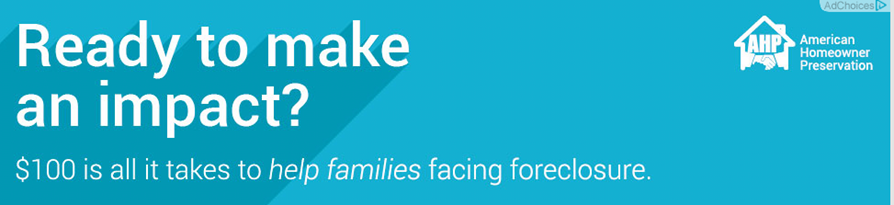 AdChoices
Ready to make
an impact?
$100 is all it takes to help families facing foreclosure.
AHP
American
Homeowner
Preservation